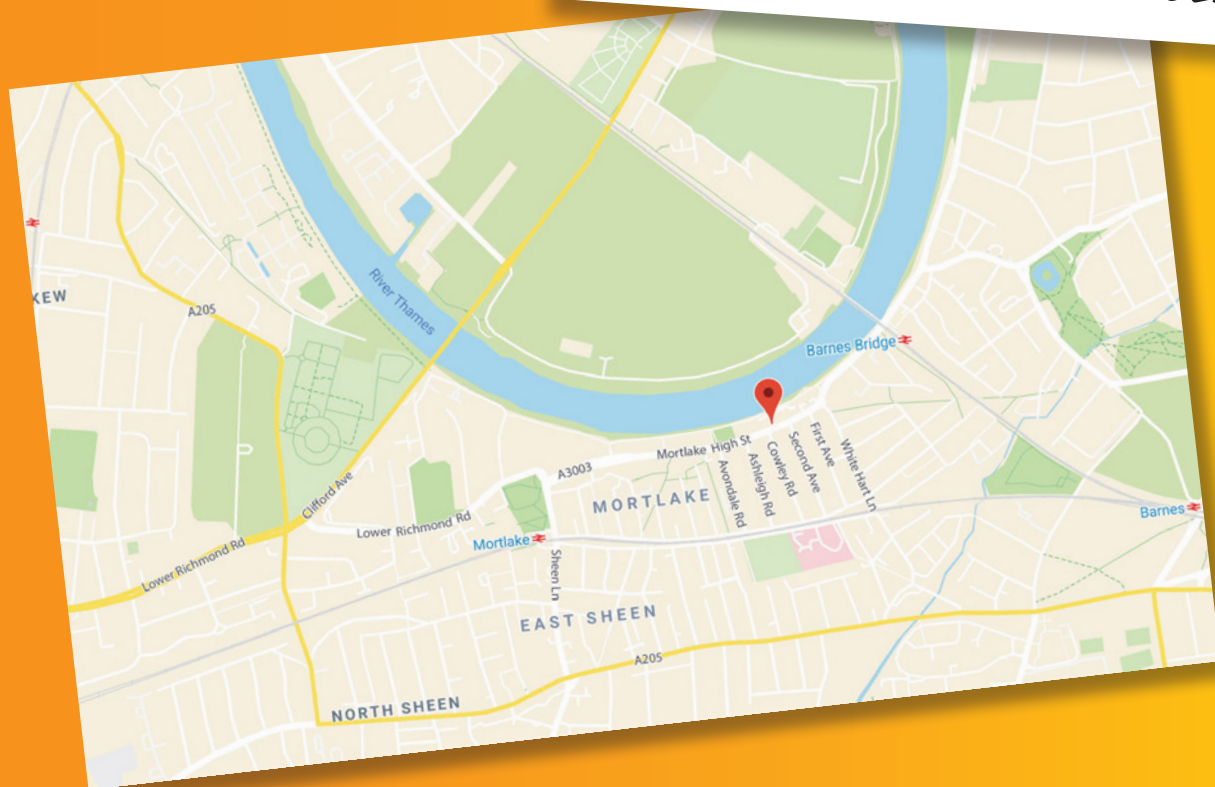 KEW
A205
River Thames
Barnes Bridge
Clifford Ave
Lower Richmond Rd
Lower Richmond Rd
A3003
Mortlake High St
Avondale Rd
Ashleigh Rd
Cowley Rd
Second Ave
First Ave
White Hart Ln
MORTLAKE
Mortlake
Barnes
Sheen Ln
EAST SHEEN
A205
NORTH SHEEN